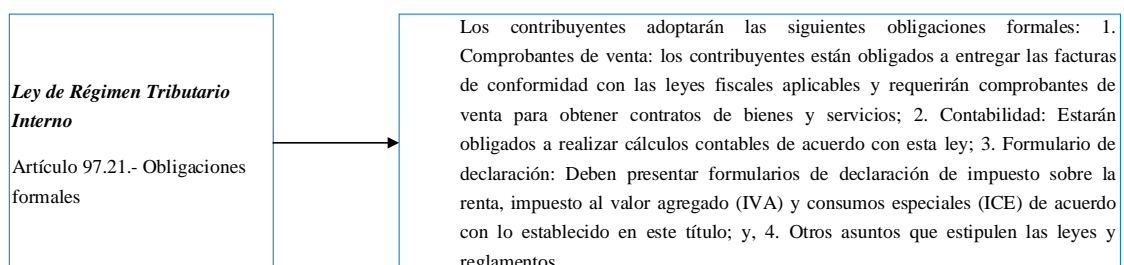 Ley de Régimen Tributario
Interno
Artículo 97.21.- Obligaciones
formales
Los contribuyentes adoptarán las siguientes obligaciones formales: 1.
Comprobantes de venta: los contribuyentes están obligados a entregar las facturas
de conformidad con las leyes fiscales aplicables y requerirán comprobantes de
venta para obtener contratos de bienes y servicios; 2. Contabilidad: Estarán
obligados a realizar cálculos contables de acuerdo con esta ley; 3. Formulario de
declaración: Deben presentar formularios de declaración de impuesto sobre la
renta, impuesto al valor agregado (IVA) y consumos especiales (ICE) de acuerdo
con lo establecido en este título; y, 4. Otros asuntos que estipulen las leyes y
reglamentos